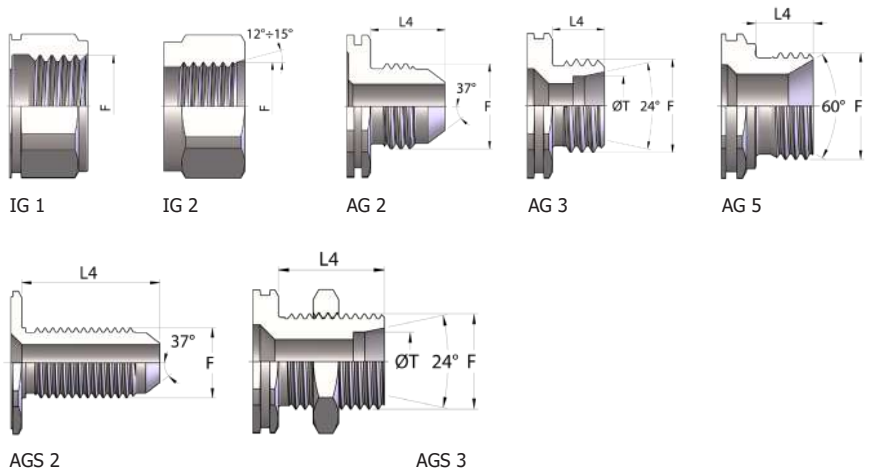 F
IG 1
12°÷15°
F
IG 2
L4
37°
F
AG 2
L4
ØT
24°
F
AG 3
L4
60°
F
AG 5
L4
37°
F
AGS 2
L4
ØT
24°
F
AGS 3